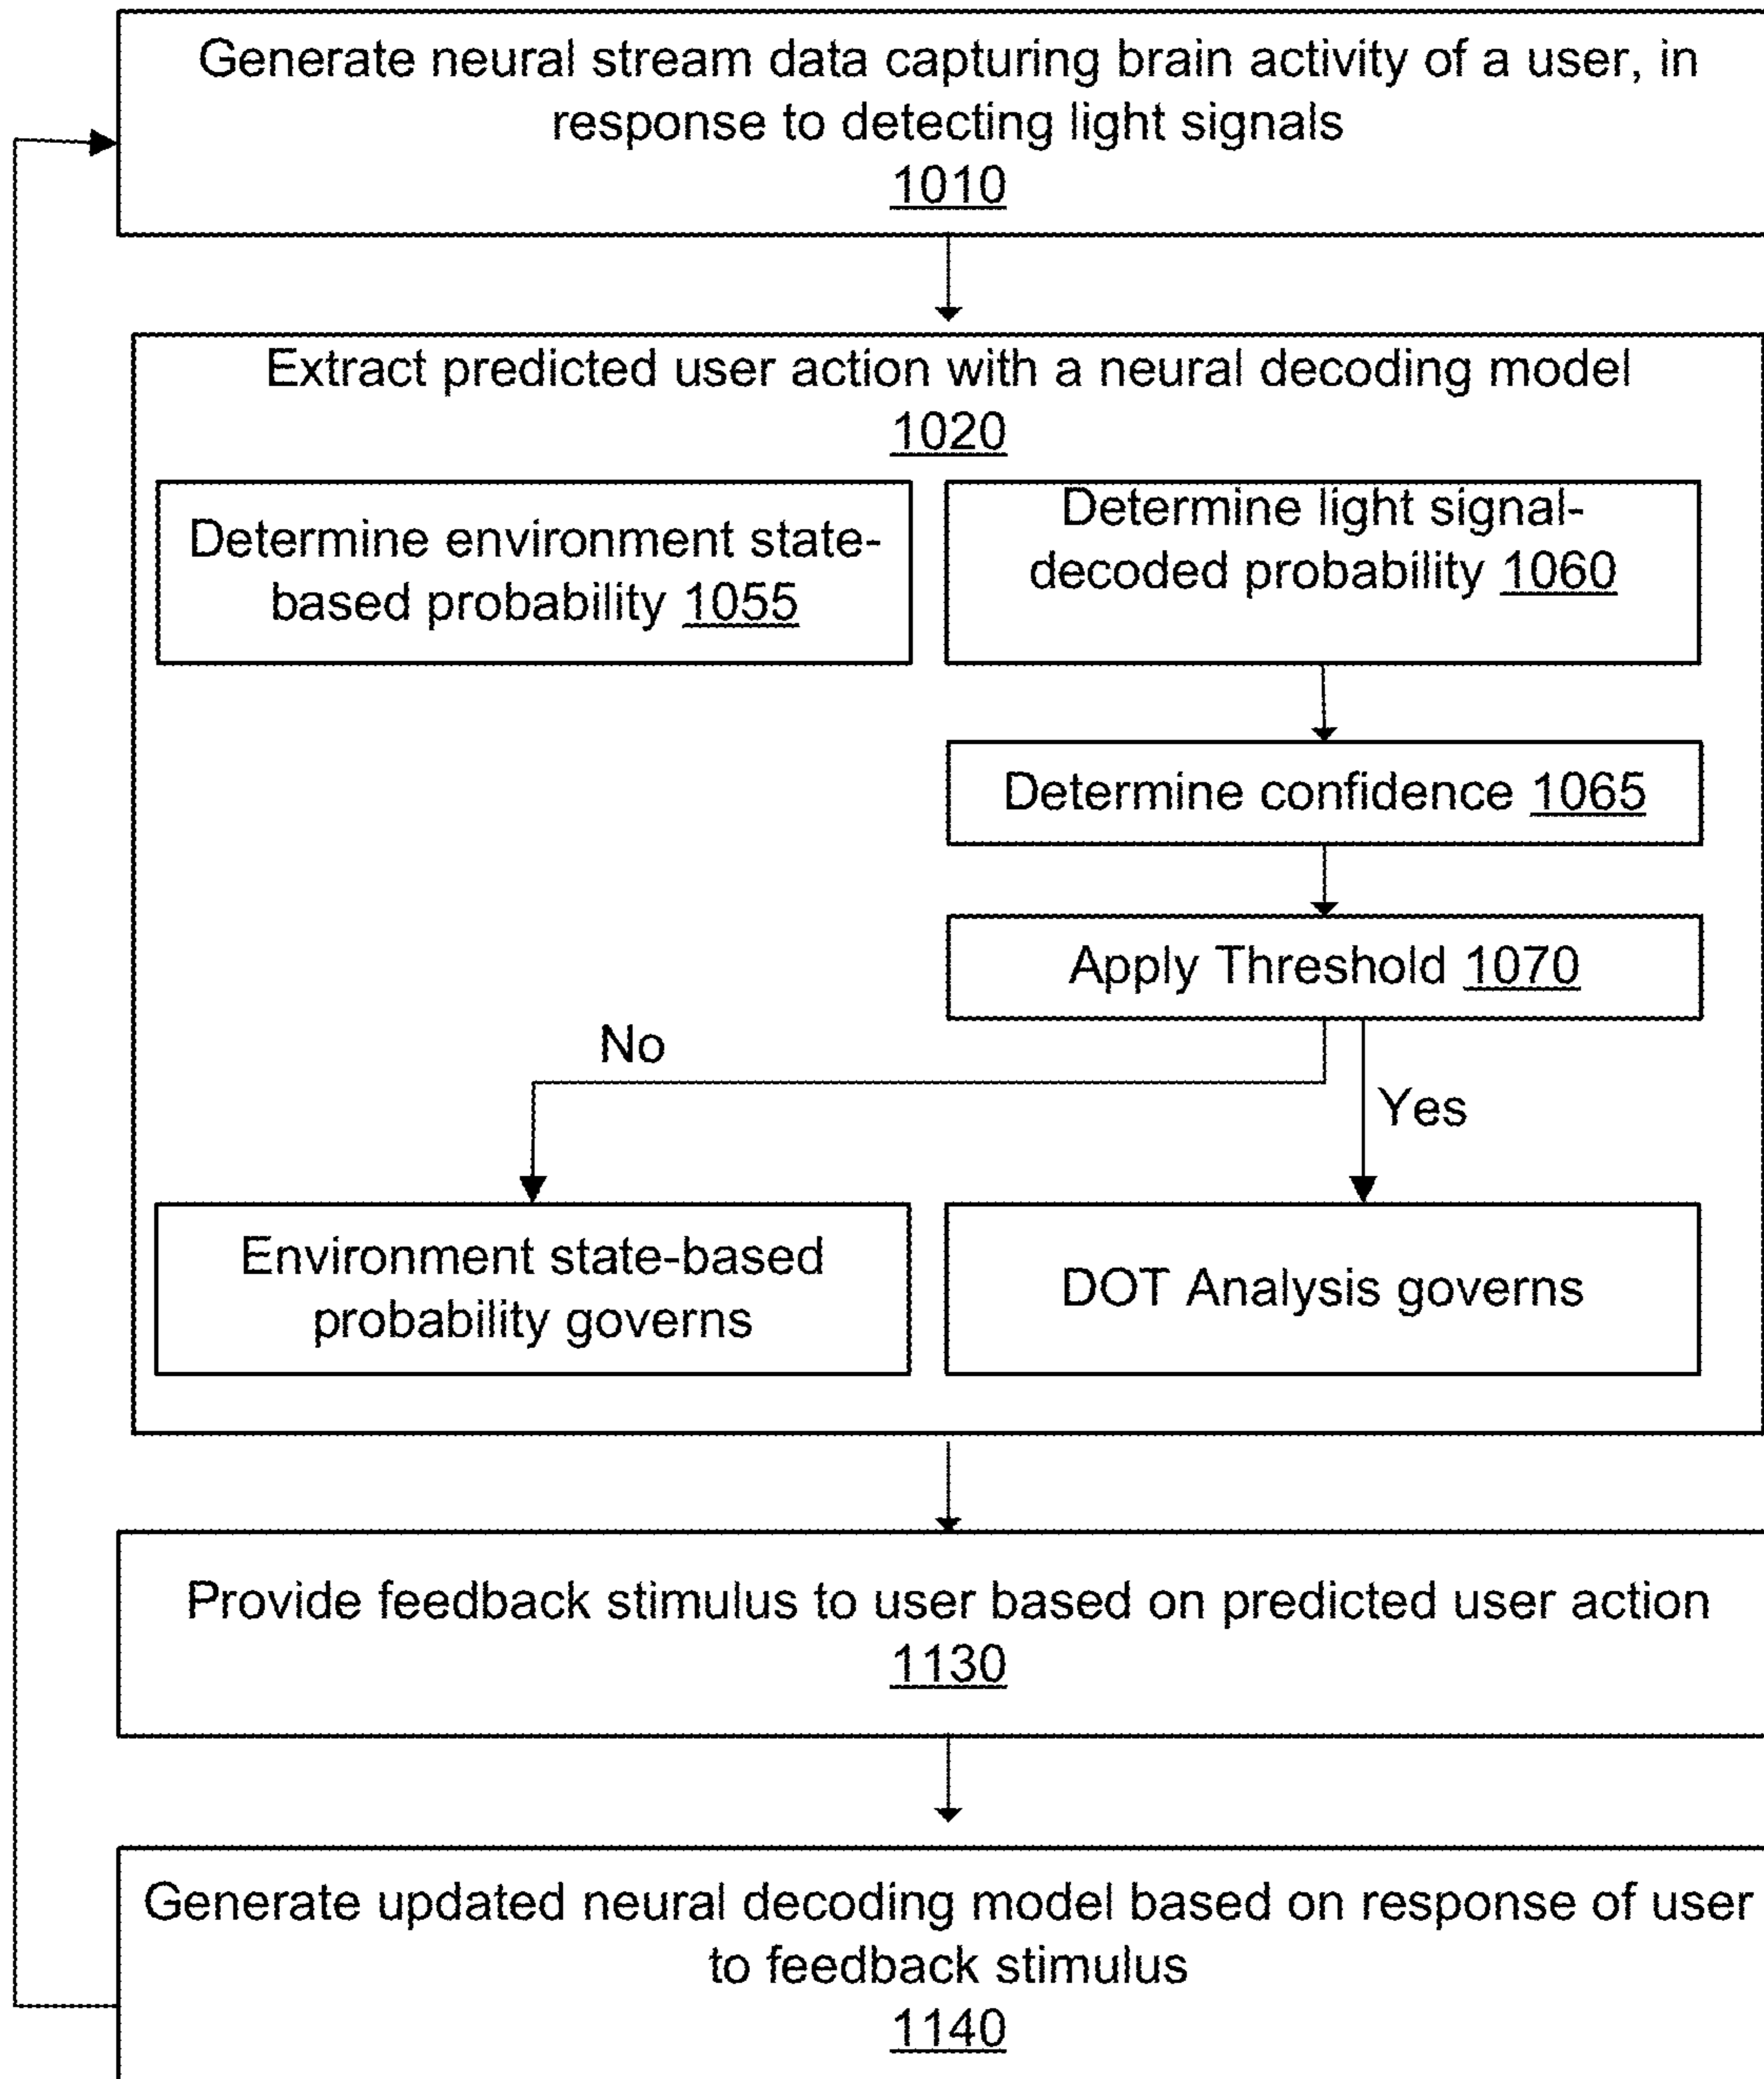 Generate neural stream data capturing brain activity of a user, in
response to detecting light signals
1010
Extract predicted user action with a neural decoding model
1020
Determine environment state-
based probability 1055
Determine light signal-
decoded probability 1060
Determine confidence 1065
Apply Threshold 1070
No
Yes
Environment state-based
probability governs
DOT Analysis governs
Provide feedback stimulus to user based on predicted user action
1130
Generate updated neural decoding model based on response of user
to feedback stimulus
1140